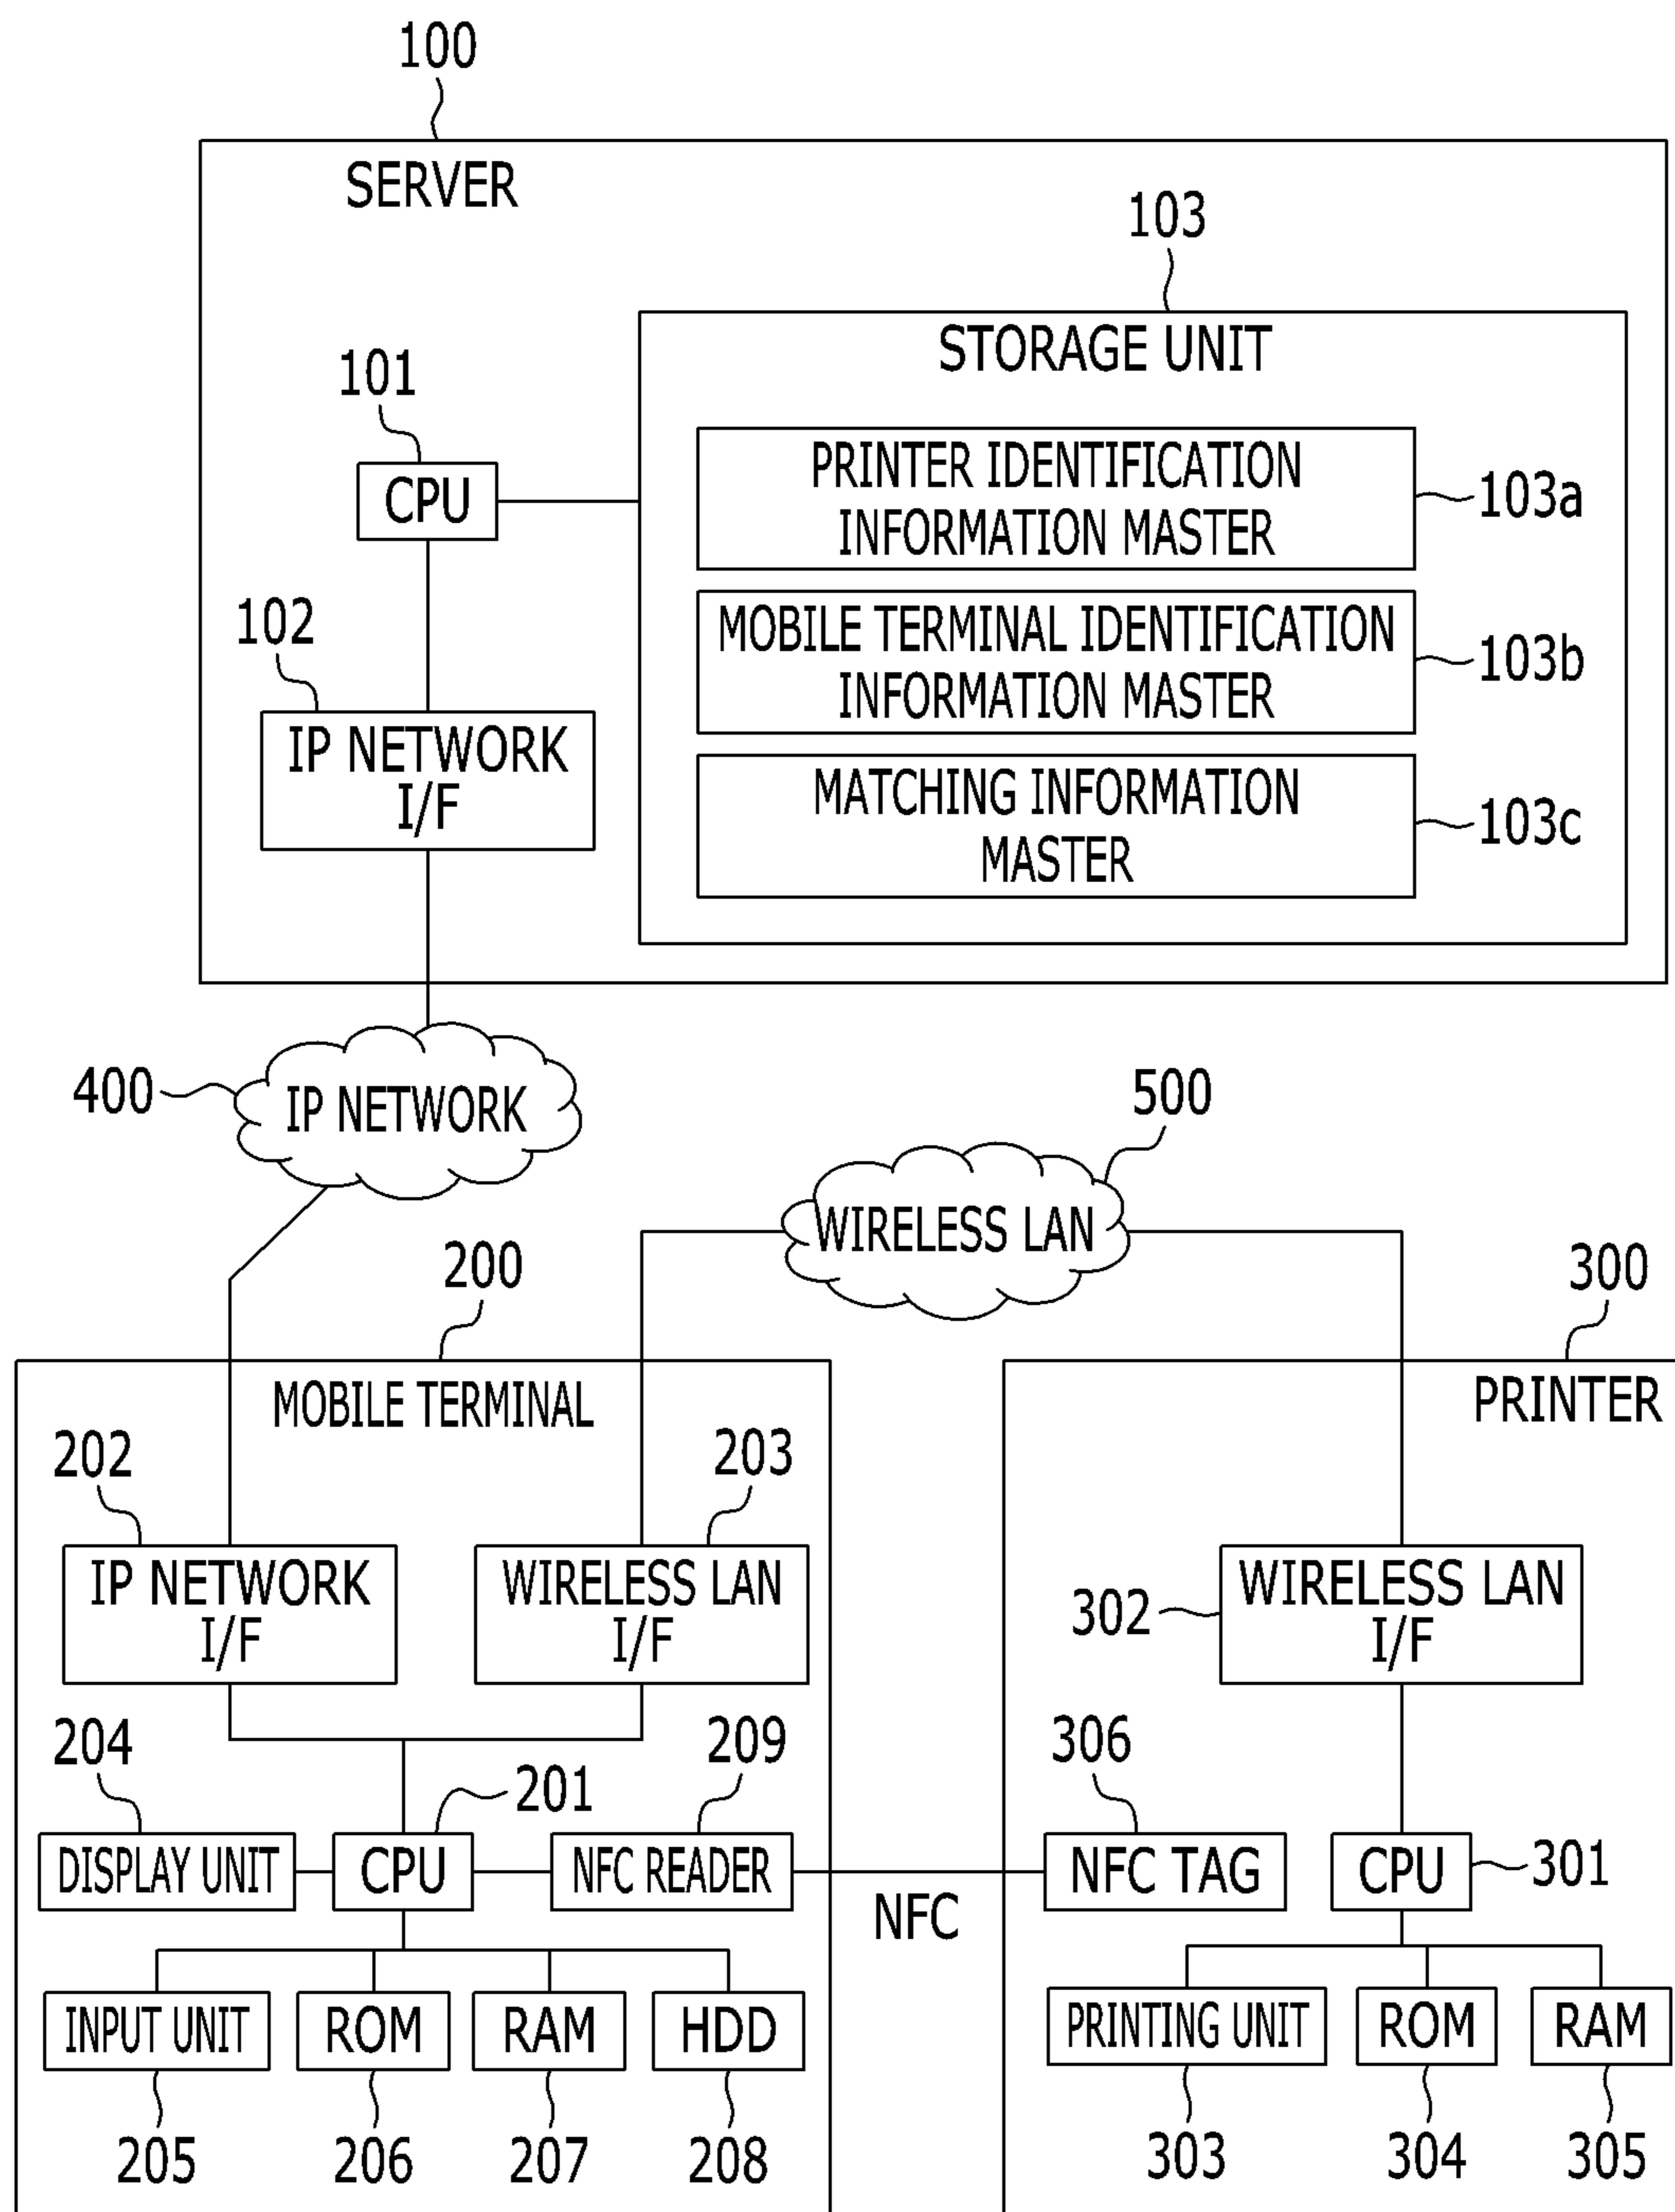 100
SERVER
103
STORAGE UNIT
101
CPU
PRINTER IDENTIFICATION
INFORMATION MASTER
103a
102
IP NETWORK
I/F
MOBILE TERMINAL IDENTIFICATION
INFORMATION MASTER
103b
MATCHING INFORMATION
MASTER
103c
400
IP NETWORK
500
WIRELESS LAN
200
300
MOBILE TERMINAL
PRINTER
202
203
IP NETWORK
I/F
WIRELESS LAN
I/F
302
WIRELESS LAN
I/F
204
201
209
306
DISPLAY UNIT
CPU
NFC READER
NFC
NFC TAG
CPU
301
INPUT UNIT
ROM
RAM
HDD
PRINTING UNIT
ROM
RAM
205
206
207
208
303
304
305